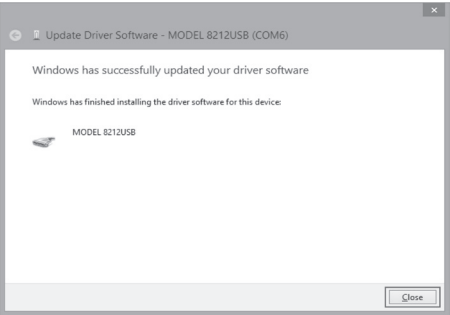 Update Driver Software - MODEL 8212USB (COM6)
Windows has successfully updated your driver software
Windows has finished installing the driver software for this device:
MODEL 8212USB
Close